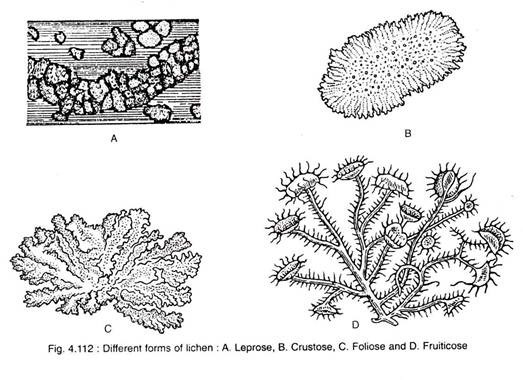 A
B
C
D
Fig. 4.112 : Different forms of lichen : A. Leprose, B. Crustose, C. Foliose and D. Fruiticose